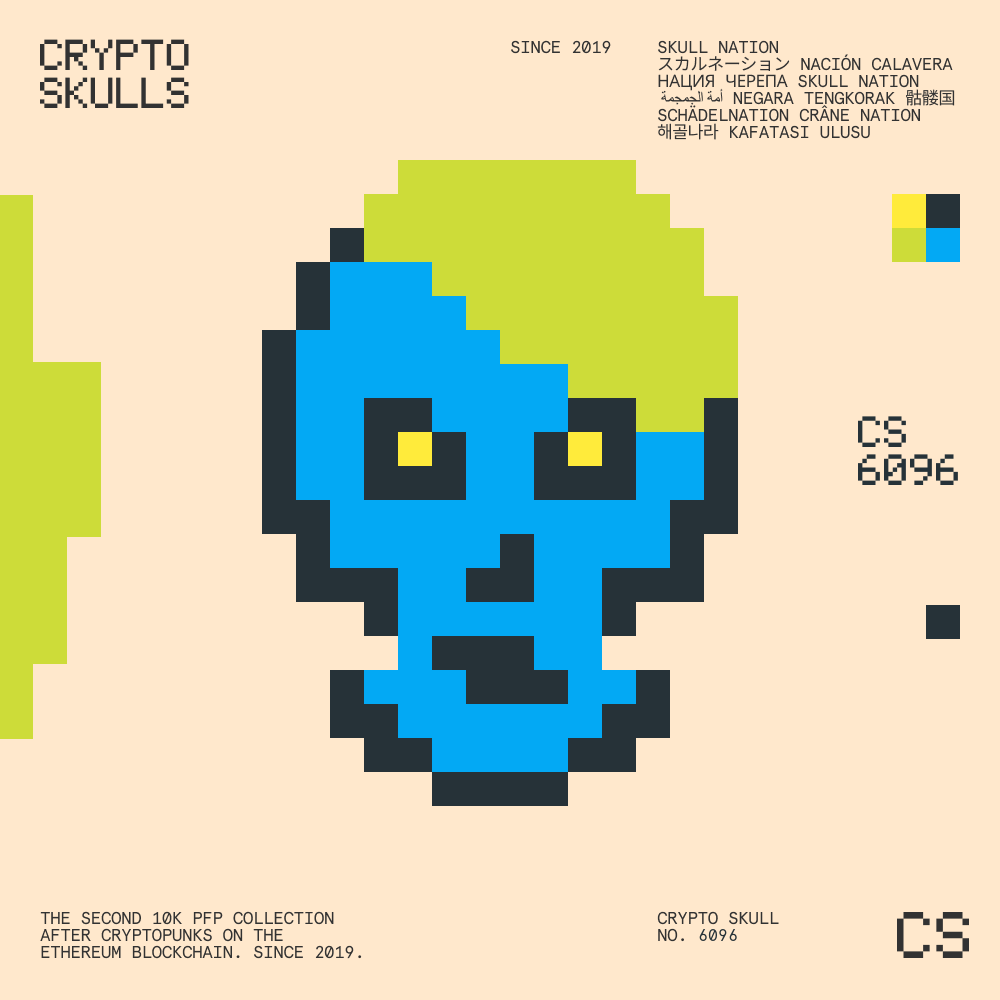 CRYPTO
SKULLS
SINCE 2019
SKULL NATION
スカルネーション NACIÓN CALAVERA
НАЦИЯ ЧЕРЕПА SKULL NATION
أمة الجمجمة NEGARA TENGKORAK 骷髅国
SCHÄDELNATION CRÂNE NATION
해골나라 KAFATASI ULUSU
CS
6096
THE SECOND 10K PFP COLLECTION
AFTER CRYPTOPUNKS ON THE
ETHEREUM BLOCKCHAIN. SINCE 2019.
CRYPTO SKULL
NO. 6096
CS